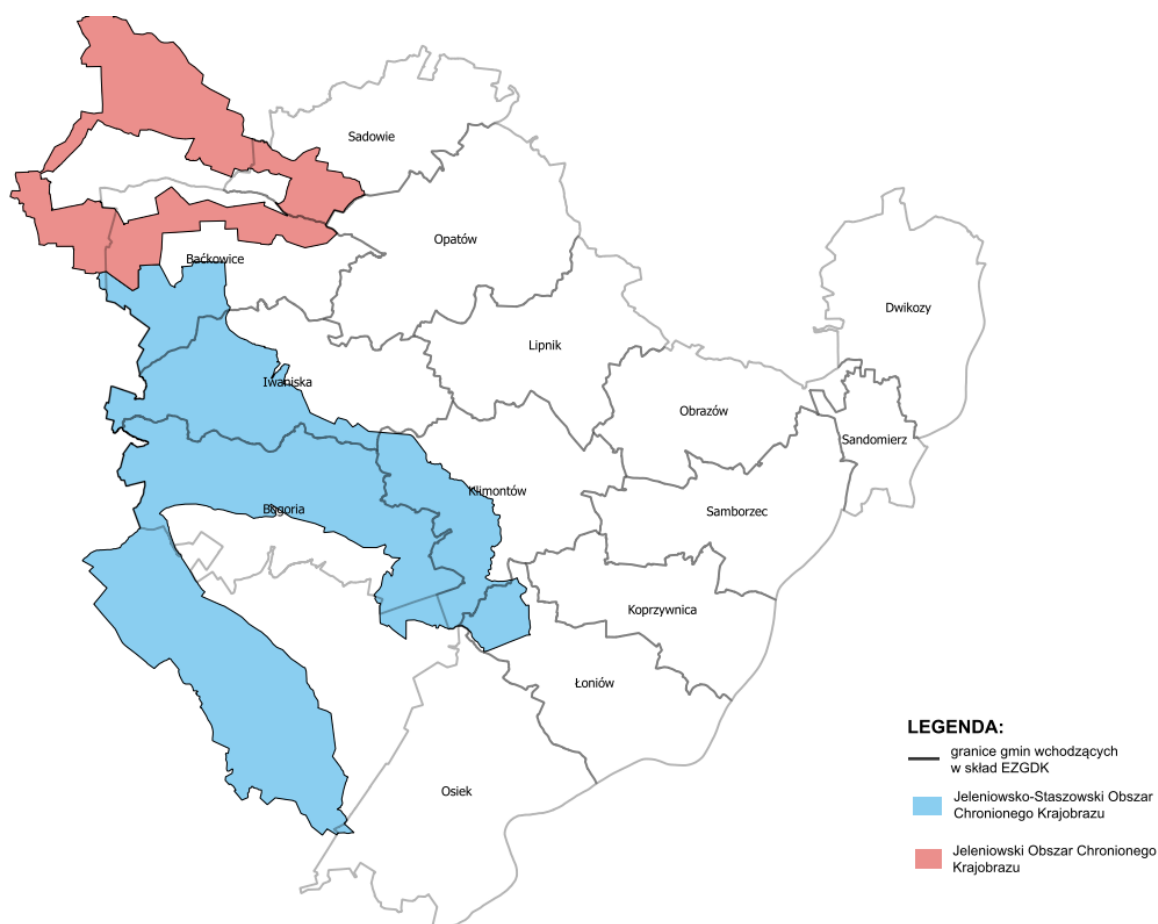 Sadowie
Opatów
Baćkowice
Dwikozy
Lipnik
Iwaniska
Obrazów
Sandomierz
Klimontów
Bogoria
Samborzec
Koprzywnica
Łoniów
Osiek
LEGENDA:
granice gmin wchodzących
w skład EZGDK
Jeleniowsko-Staszowski Obszar
Chronionego Krajobrazu
Jeleniowski Obszar Chronionego
Krajobrazu